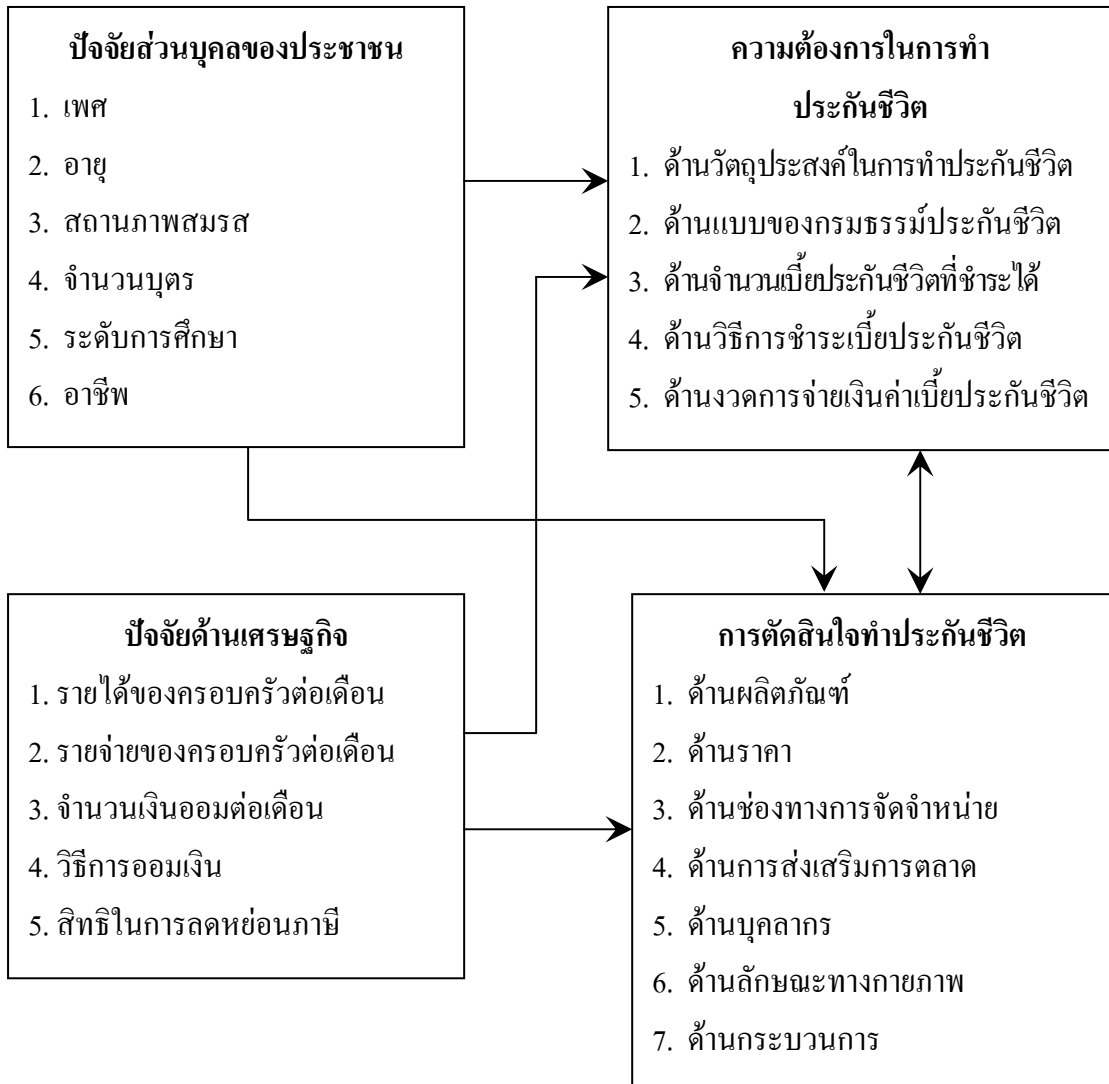 ปัจจัยส่วนบุคลของประชาชน
1. เพศ
2. อายุ
3. สถานภาพสมรส
4. จำนวนบุตร
5. ระดับการศึกษา
6. อาชีพ
ความต้องการในการทำ
ประกันชีวิต
1. ด้านวัตถุประสงค์ในการทำประกันชีวิต
2. ด้านแบบของกรมธรรม์ประกันชีวิต
3. ด้านจำนวนเบี้ยประกันชีวิตที่ชำระได้
4. ด้านวิธีการชำระเบี้ยประกันชีวิต
5. ด้านงวดการจ่ายเงินค่าเบี้ยประกันชีวิต
ปัจจัยด้านเศรษฐกิจ
1. รายได้ของครอบครัวต่อเดือน
2. รายจ่ายของครอบครัวต่อเดือน
3. จำนวนเงินออมต่อเดือน
4. วิธีการออมเงิน
5. สิทธิในการลดหย่อนภาษี
การตัดสินใจทำประกันชีวิต
1. ด้านผลิตภัณฑ์
2. ด้านราคา
3. ด้านช่องทางการจัดจำหน่าย
4. ด้านการส่งเสริมการตลาด
5. ด้านบุคลากร
6. ด้านลักษณะทางกายภาพ
7. ด้านกระบวนการ